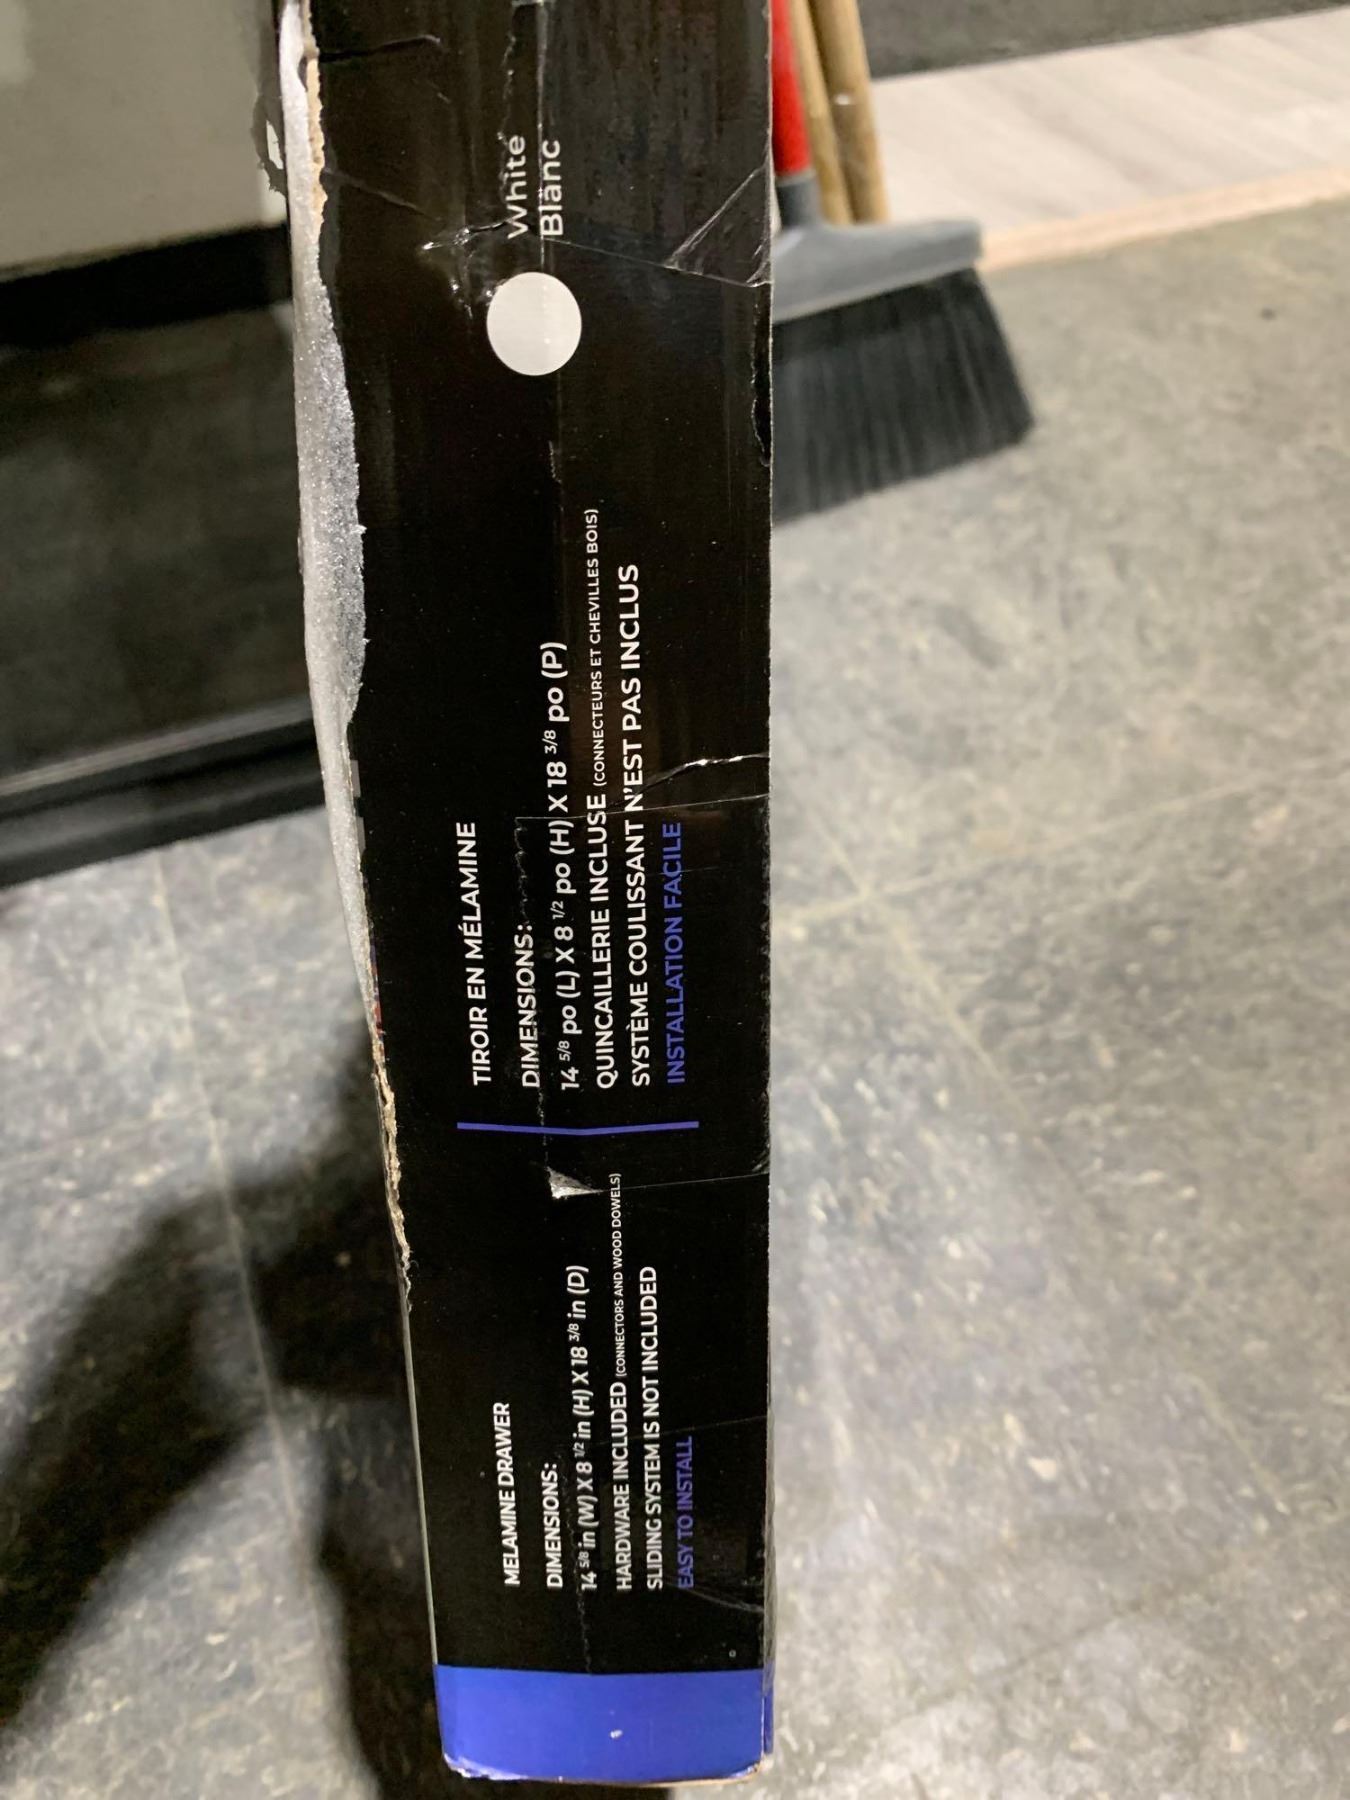 MELAMINE DRAWER
DIMENSIONS:
14 5/8 in (W) X 8 1/2 in (H) X 18 3/8 in (D)
HARDWARE INCLUDED (CONNECTORS AND WOOD DOWELS)
SLIDING SYSTEM IS NOT INCLUDED
EASY TO INSTALL
TIROIR EN MÉLAMINE
DIMENSIONS:
14 5/8 po (L) X 8 1/2 po (H) X 18 3/8 po (P)
QUINCAILLERIE INCLUSE (CONNECTEURS ET CHEVILLES BOIS)
SYSTÈME COULISSANT N'EST PAS INCLUS
INSTALLATION FACILE
White
Blanc